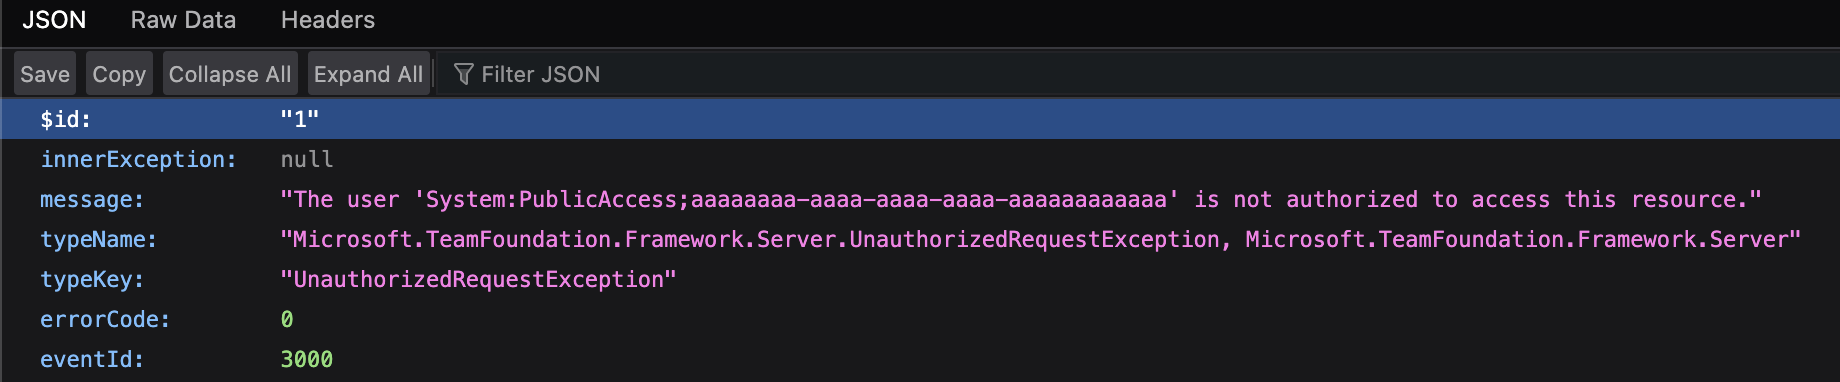 JSON Raw Data Headers
Save Copy Collapse All Expand All Filter JSON
$id: "1"
innerException: null
message: "The user 'System:PublicAccess;aaaaaaaa-aaaa-aaaa-aaaa-aaaaaaaaaaaa' is not authorized to access this resource."
typeName: "Microsoft.TeamFoundation.Framework.Server.UnauthorizedRequestException, Microsoft.TeamFoundation.Framework.Server"
typeKey: "UnauthorizedRequestException"
errorCode: 0
eventId: 3000